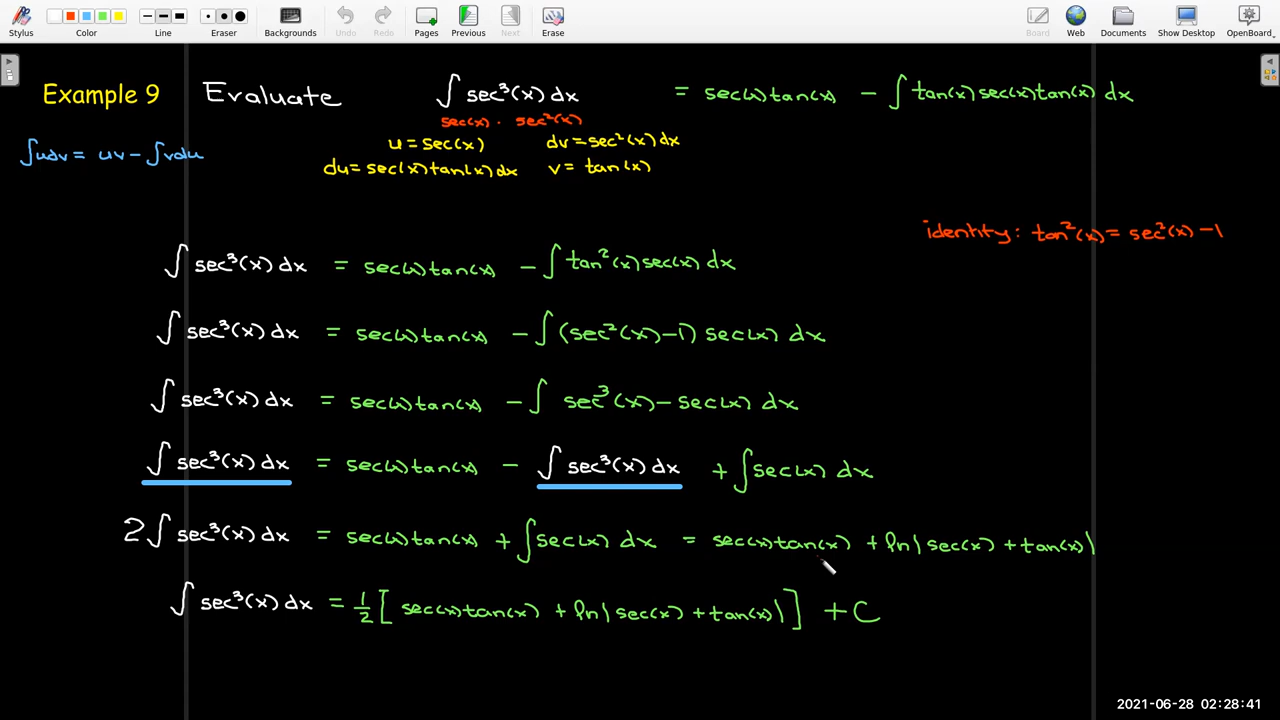 Stylus Color Line Eraser Backgrounds Undo Redo Pages Previous Next Erase Board Web Documents Show Desktop OpenBoard
Example 9 Evaluate ∫ sec³(x) dx = sec(x)tan(x) - ∫ tan(x) sec(x)tan(x) dx
sec(x) · sec²(x)
∫udv = uv - ∫vdu
u = sec(x) dv = sec²(x) dx
du = sec(x)tan(x) dx v = tan(x)
identity: tan²(x) = sec²(x) - 1
∫ sec³(x) dx = sec(x)tan(x) - ∫ tan²(x) sec(x) dx
∫ sec³(x) dx = sec(x)tan(x) - ∫ (sec²(x) - 1) sec(x) dx
∫ sec³(x) dx = sec(x)tan(x) - ∫ sec³(x) - sec(x) dx
∫ sec³(x) dx = sec(x)tan(x) - ∫ sec³(x) dx + ∫ sec(x) dx
2 ∫ sec³(x) dx = sec(x)tan(x) + ∫ sec(x) dx = sec(x)tan(x) + ln|sec(x) + tan(x)|
∫ sec³(x) dx = 1/2 [ sec(x)tan(x) + ln|sec(x) + tan(x)| ] + C
2021-06-28 02:28:41